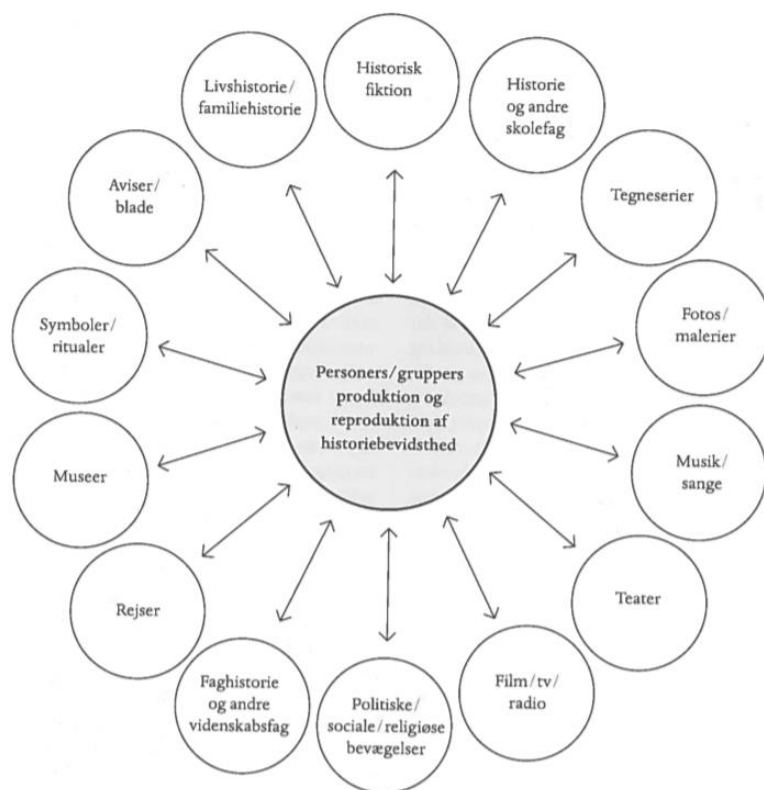 Historisk
fiktion
Historie
og andre
skolefag
Tegneserier
Fotos/
malerier
Musik/
sange
Teater
Film/tv/
radio
Politiske/
sociale/religiøse
bevægelser
Faghistorie
og andre
videnskabsfag
Rejser
Museer
Symboler/
ritualer
Aviser/
blade
Livshistorie/
familiehistorie
Personers/gruppers
produktion og
reproduktion af
historiebevidsthed